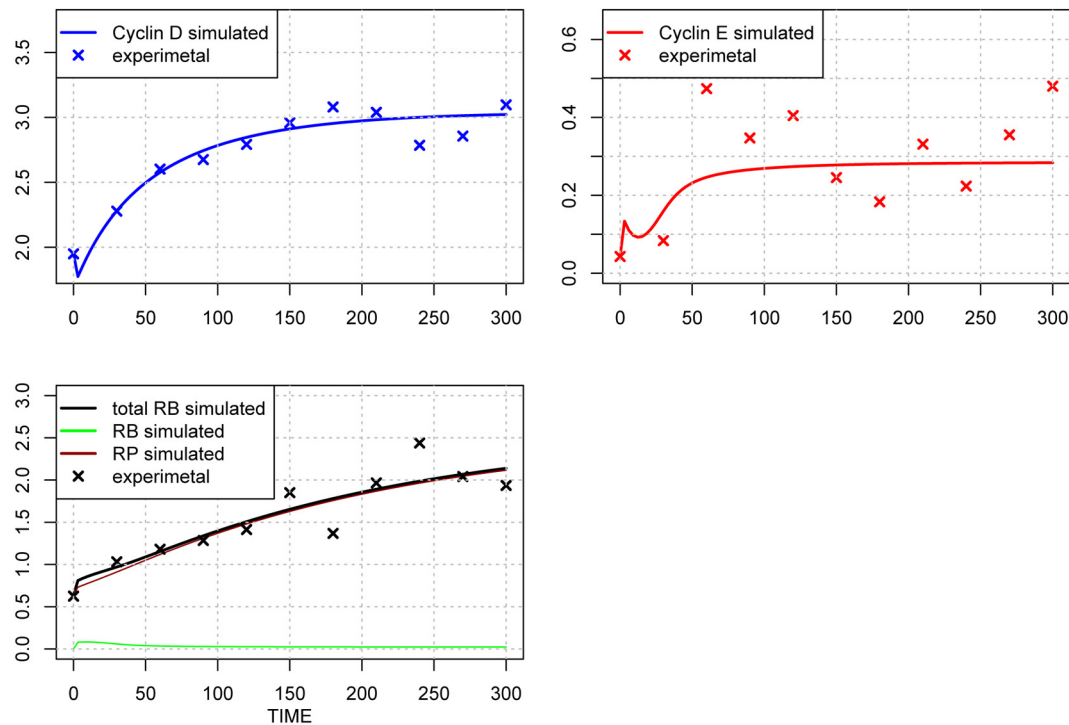 Cyclin D simulated
experimetal
3.5
3.0
2.5
2.0
0 50 100 150 200 250 300
Cyclin E simulated
experimetal
0.6
0.4
0.2
0.0
0 50 100 150 200 250 300
total RB simulated
RB simulated
RP simulated
experimetal
3.0
2.5
2.0
1.5
1.0
0.5
0.0
0 50 100 150 200 250 300
TIME